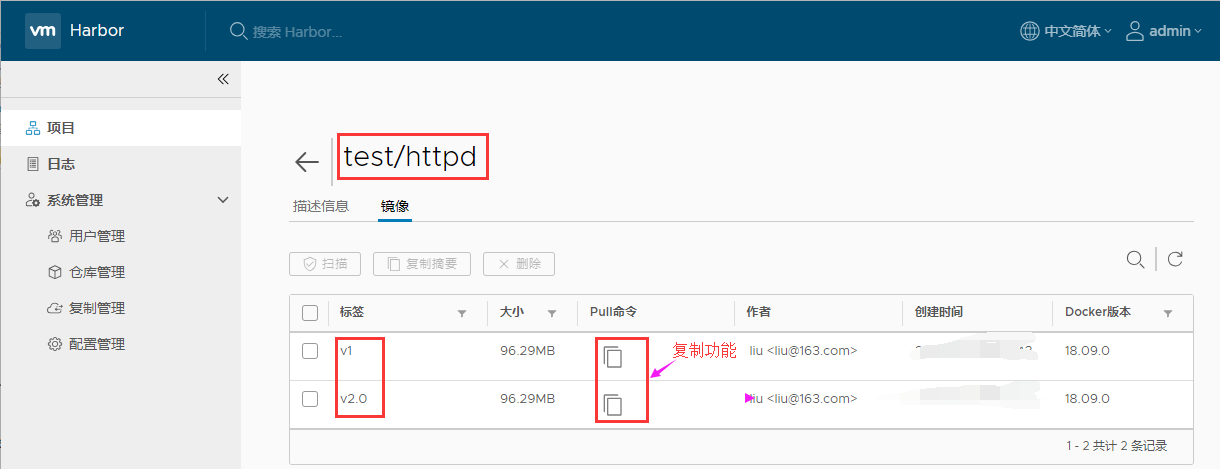 vm Harbor 搜索 Harbor... 中文简体 admin
项目
日志
系统管理
用户管理
仓库管理
复制管理
配置管理
test/httpd
描述信息 镜像
扫描 复制摘要 删除
标签 大小 Pull命令 作者 创建时间 Docker版本
v1 96.29MB 复制功能 liu <liu@163.com> 18.09.0
v2.0 96.29MB liu <liu@163.com> 18.09.0
1 - 2 共计 2 条记录